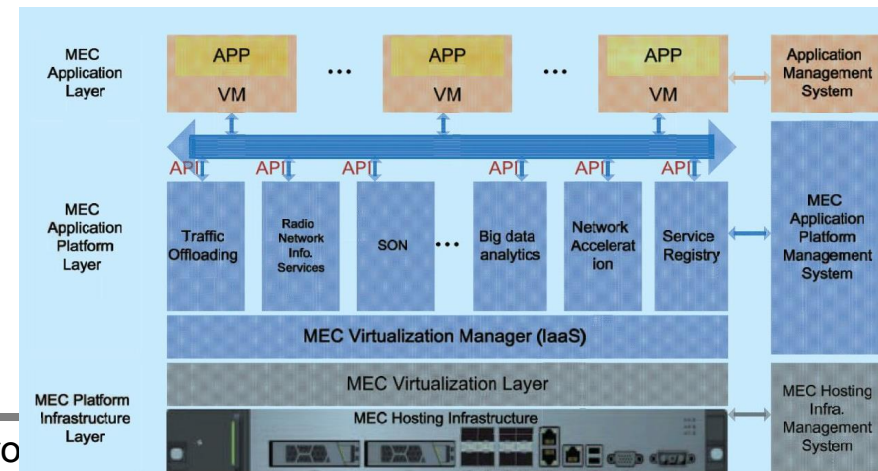 MEC
Application
Layer
APP
APP
APP
...
...
VM
VM
VM
Application
Management
System
API
API
API
API
API
API
MEC
Application
Platform
Layer
Traffic
Offloading
Radio
Network
Info.
Services
SON
...
Big data
analytics
Network
Accelerat
ion
Service
Registry
MEC
Application
Platform
Management
System
MEC Virtualization Manager (IaaS)
MEC Virtualization Layer
MEC Platform
Infrastructure
Layer
MEC Hosting Infrastructure
MEC Hosting
Infra.
Management
System